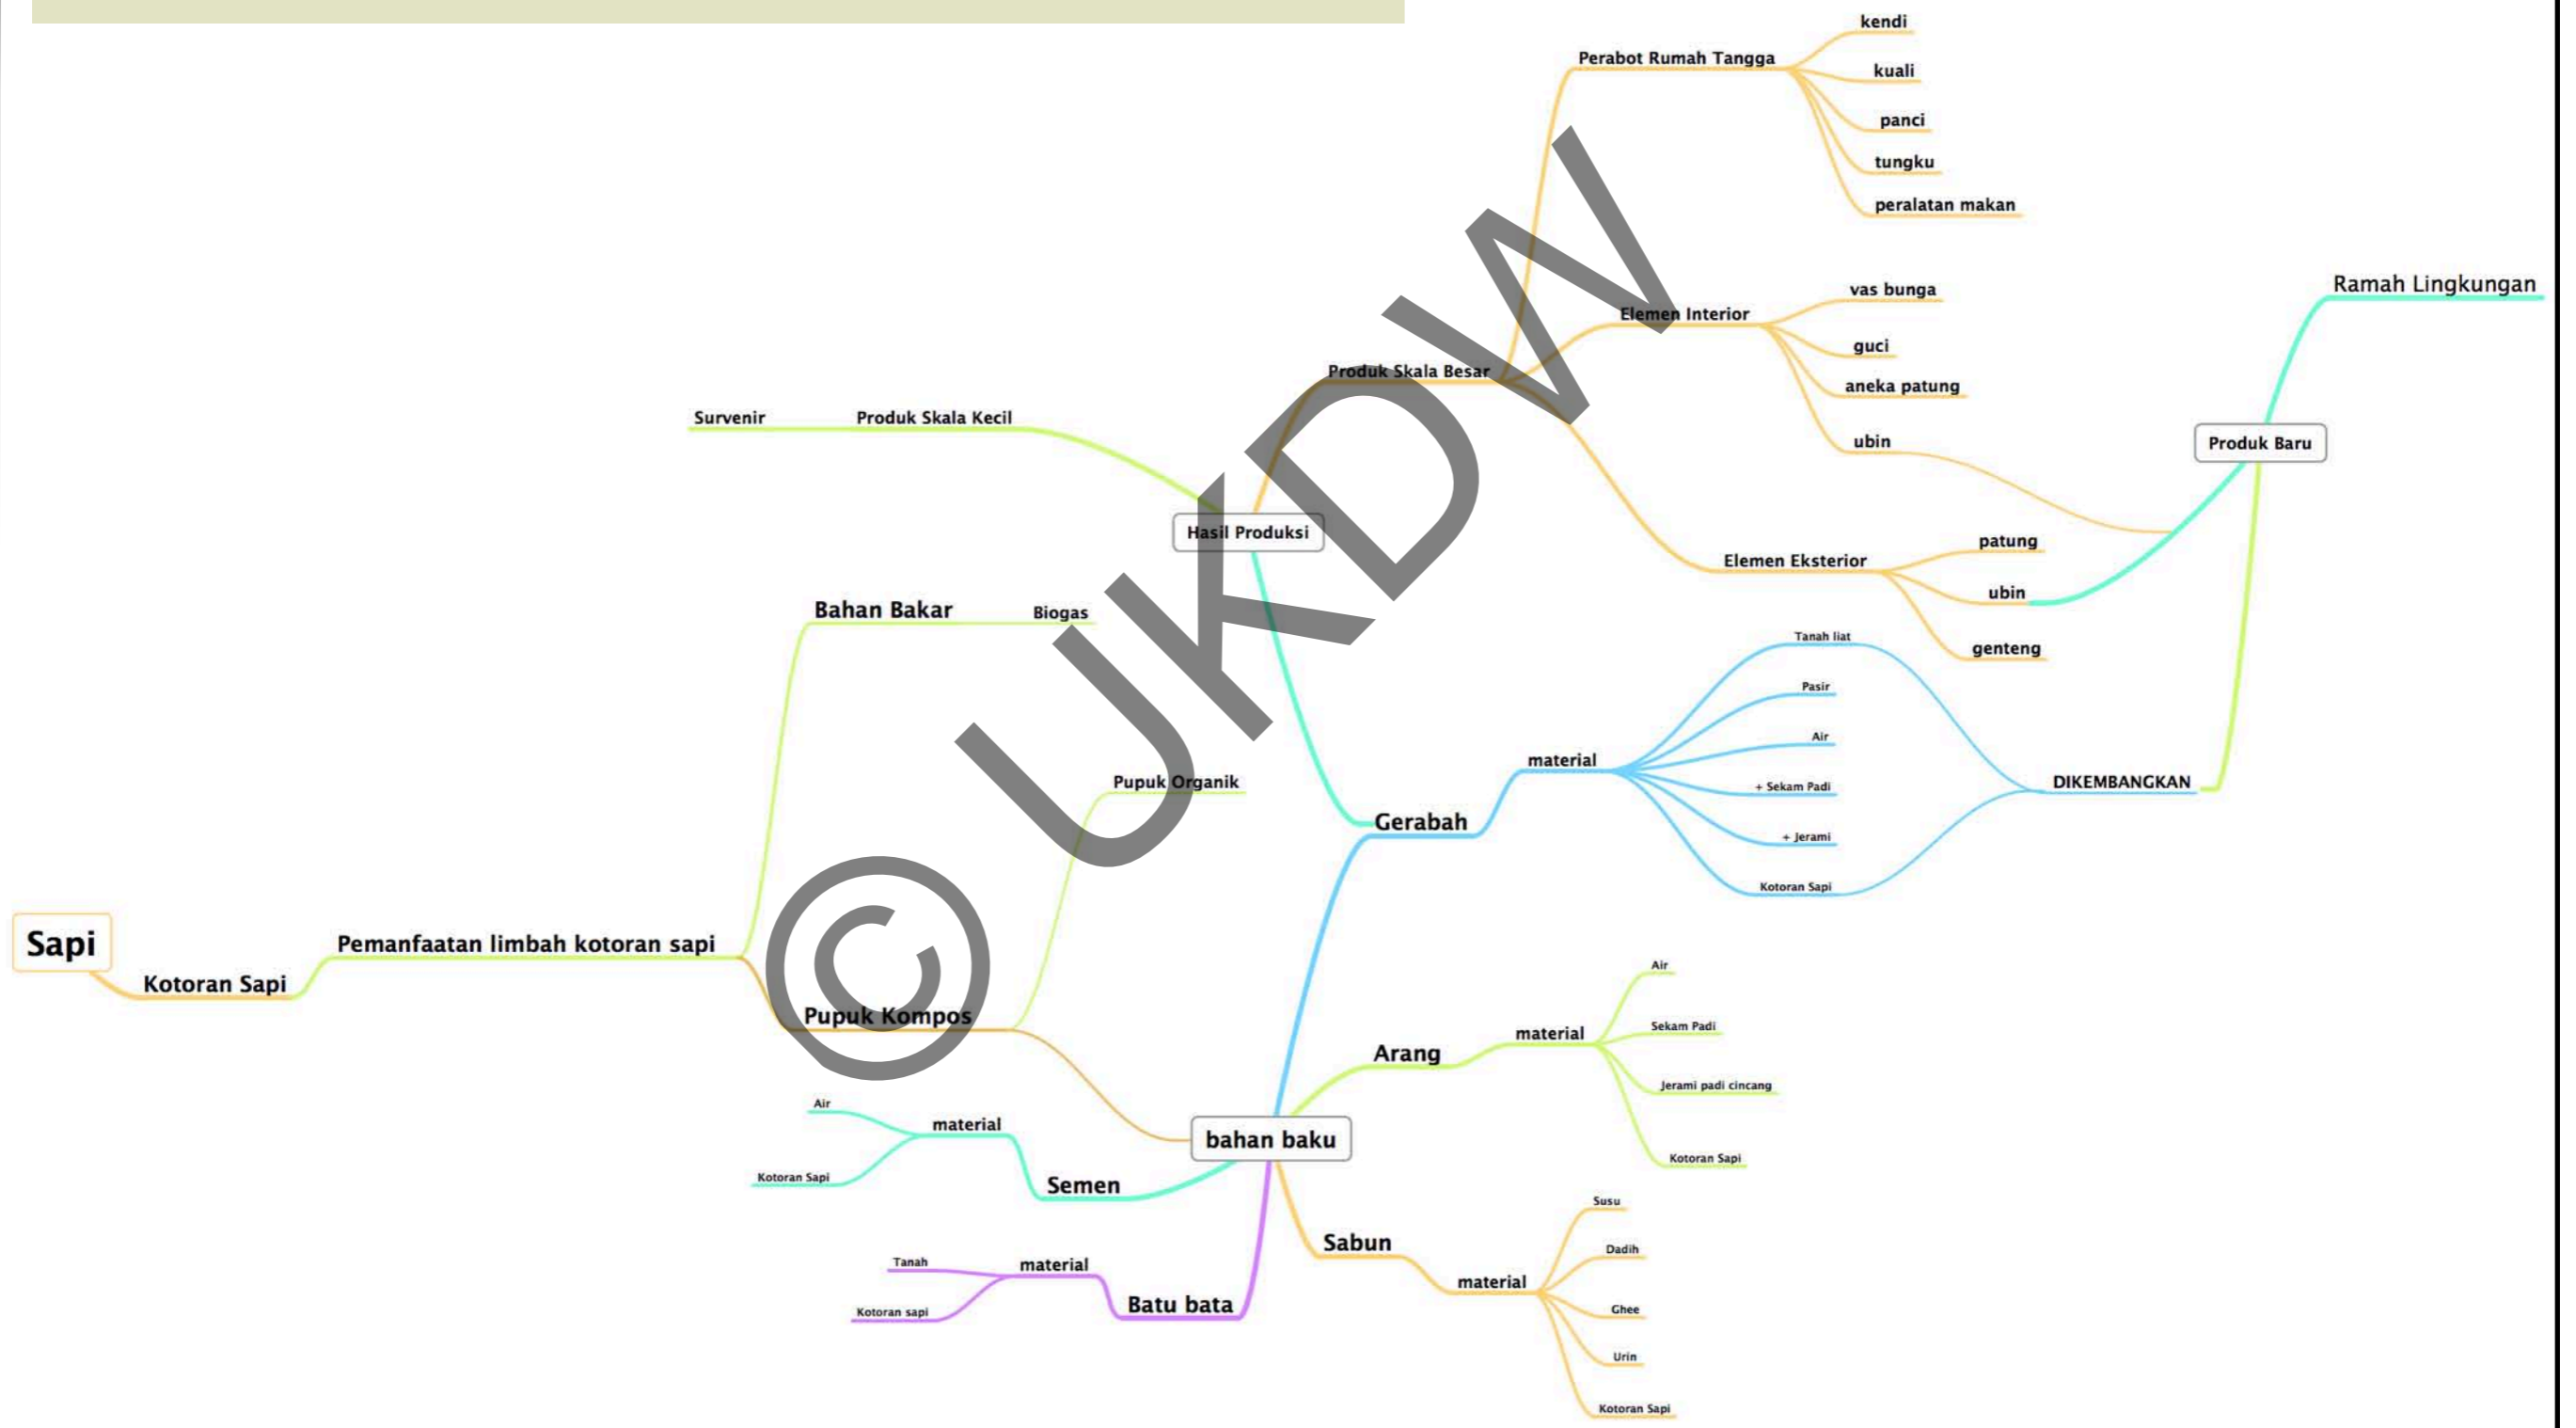 Sapi
Kotoran Sapi
Pemanfaatan limbah kotoran sapi
Bahan Bakar
Biogas
Pupuk Kompos
Pupuk Organik
bahan baku
Gerabah
material
Tanah liat
Pasir
Air
+ Sekam Padi
+ Jerami
Kotoran Sapi
DIKEMBANGKAN
Produk Baru
Ramah Lingkungan
Hasil Produksi
Produk Skala Kecil
Survenir
Produk Skala Besar
Perabot Rumah Tangga
kendi
kuali
panci
tungku
peralatan makan
Elemen Interior
vas bunga
guci
aneka patung
ubin
Elemen Eksterior
patung
ubin
genteng
Arang
material
Air
Sekam Padi
Jerami padi cincang
Kotoran Sapi
Sabun
material
Susu
Dadih
Ghee
Urin
Kotoran Sapi
Semen
material
Air
Kotoran Sapi
Batu bata
material
Tanah
Kotoran sapi
© UKDW